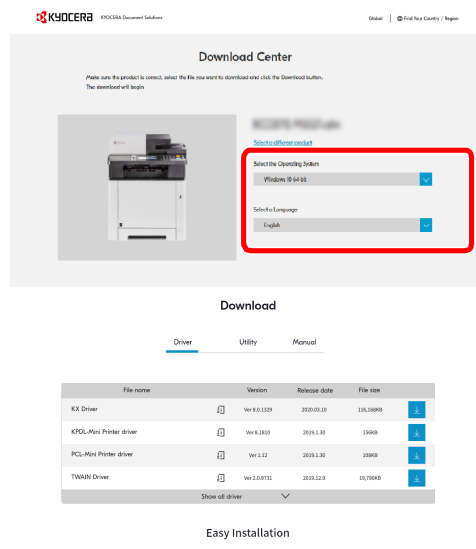 KYOCERA KYOCERA Document Solutions Global Find Your Country / Region
Download Center
Make sure the product is correct, select the file you want to download and click the Download button.
The download will begin
Select a different product
Select the Operating System
Windows 10 64-bit
Select a Language
English
Download
Driver Utility Manual
File name Version Release date File size
KX Driver Ver 8.0.1329 2020.03.10 116,168KB
KPDL-Mini Printer driver Ver 9.1810 2019.1.30 156KB
PCL-Mini Printer driver Ver 1.12 2019.1.30 108KB
TWAIN Driver Ver 2.0.9731 2019.12.9 19,790KB
Show all driver
Easy Installation